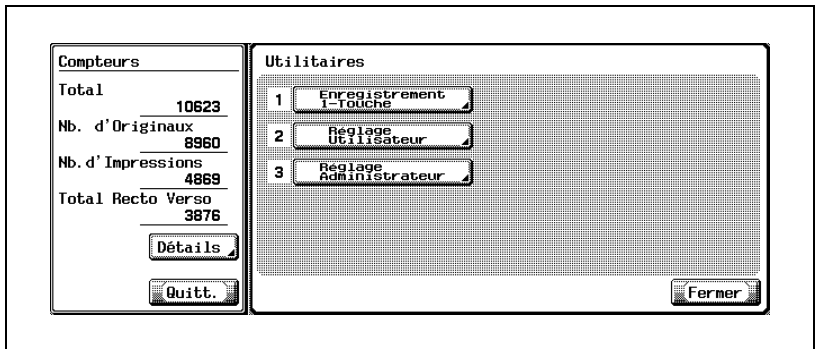 Compteurs
Total
10623
Nb. d'Originaux
8960
Nb.d'Impressions
4869
Total Recto Verso
3876
Détails
Quitt.
Utilitaires
1 Enregistrement
1-Touche
2 Réglage
Utilisateur
3 Réglage
Administrateur
Fermer